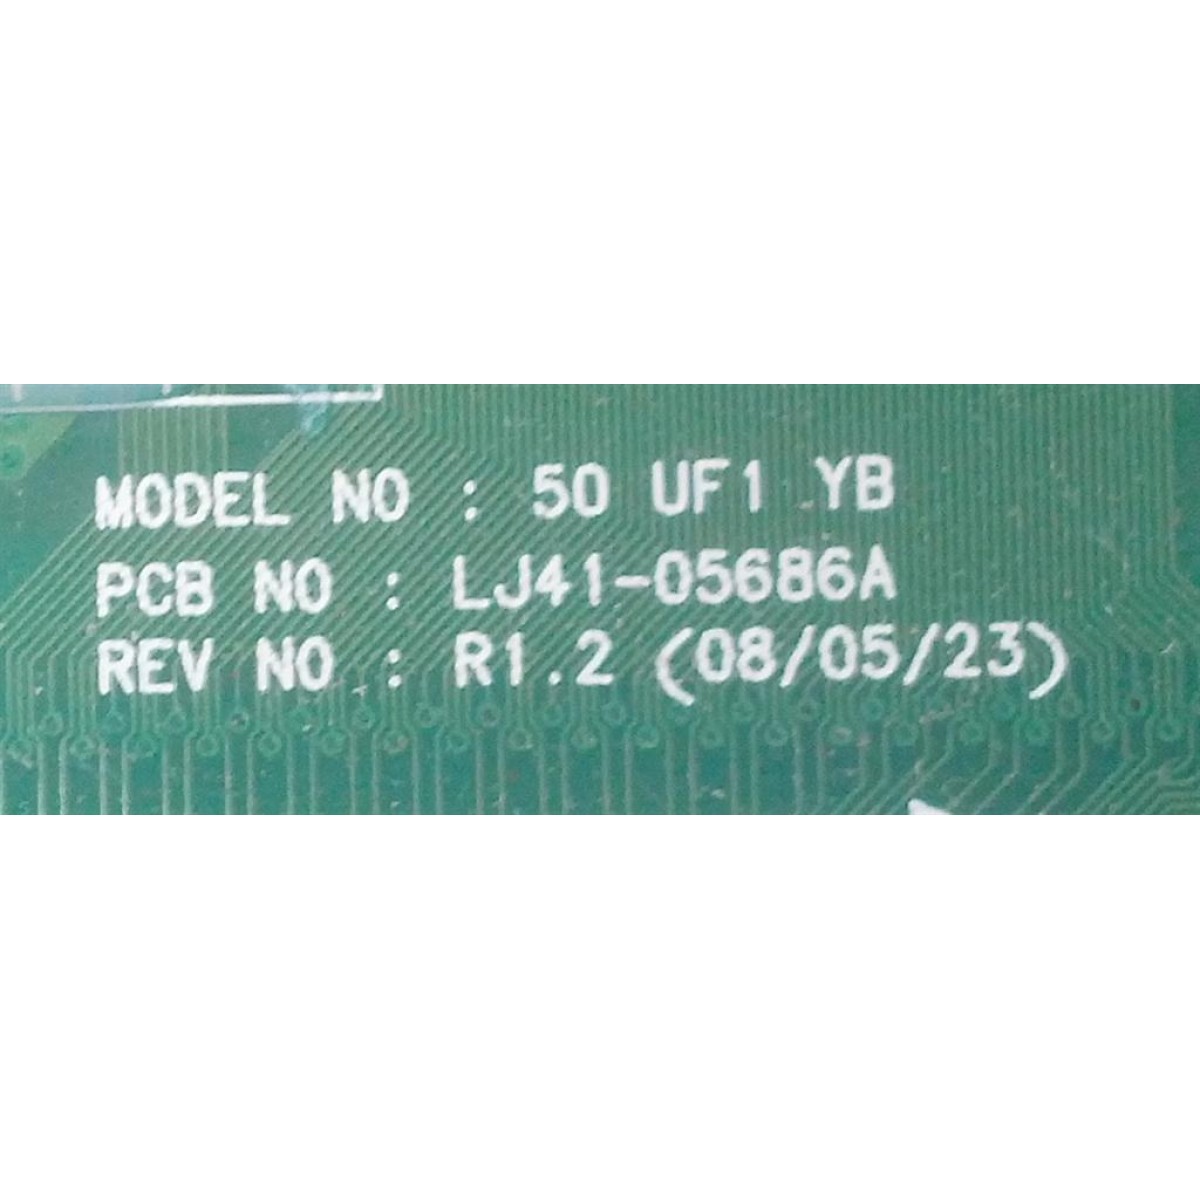 MODEL NO : 50 UF1 YB
PCB NO : LJ41-05686A
REV NO : R1.2 (08/05/23)